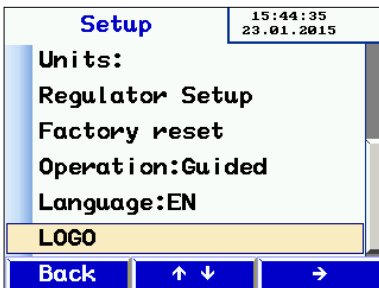 Setup
15:44:35
23.01.2015
Units:
Regulator Setup
Factory reset
Operation:Guided
Language:EN
LOGO
Back ↑ ↓ →